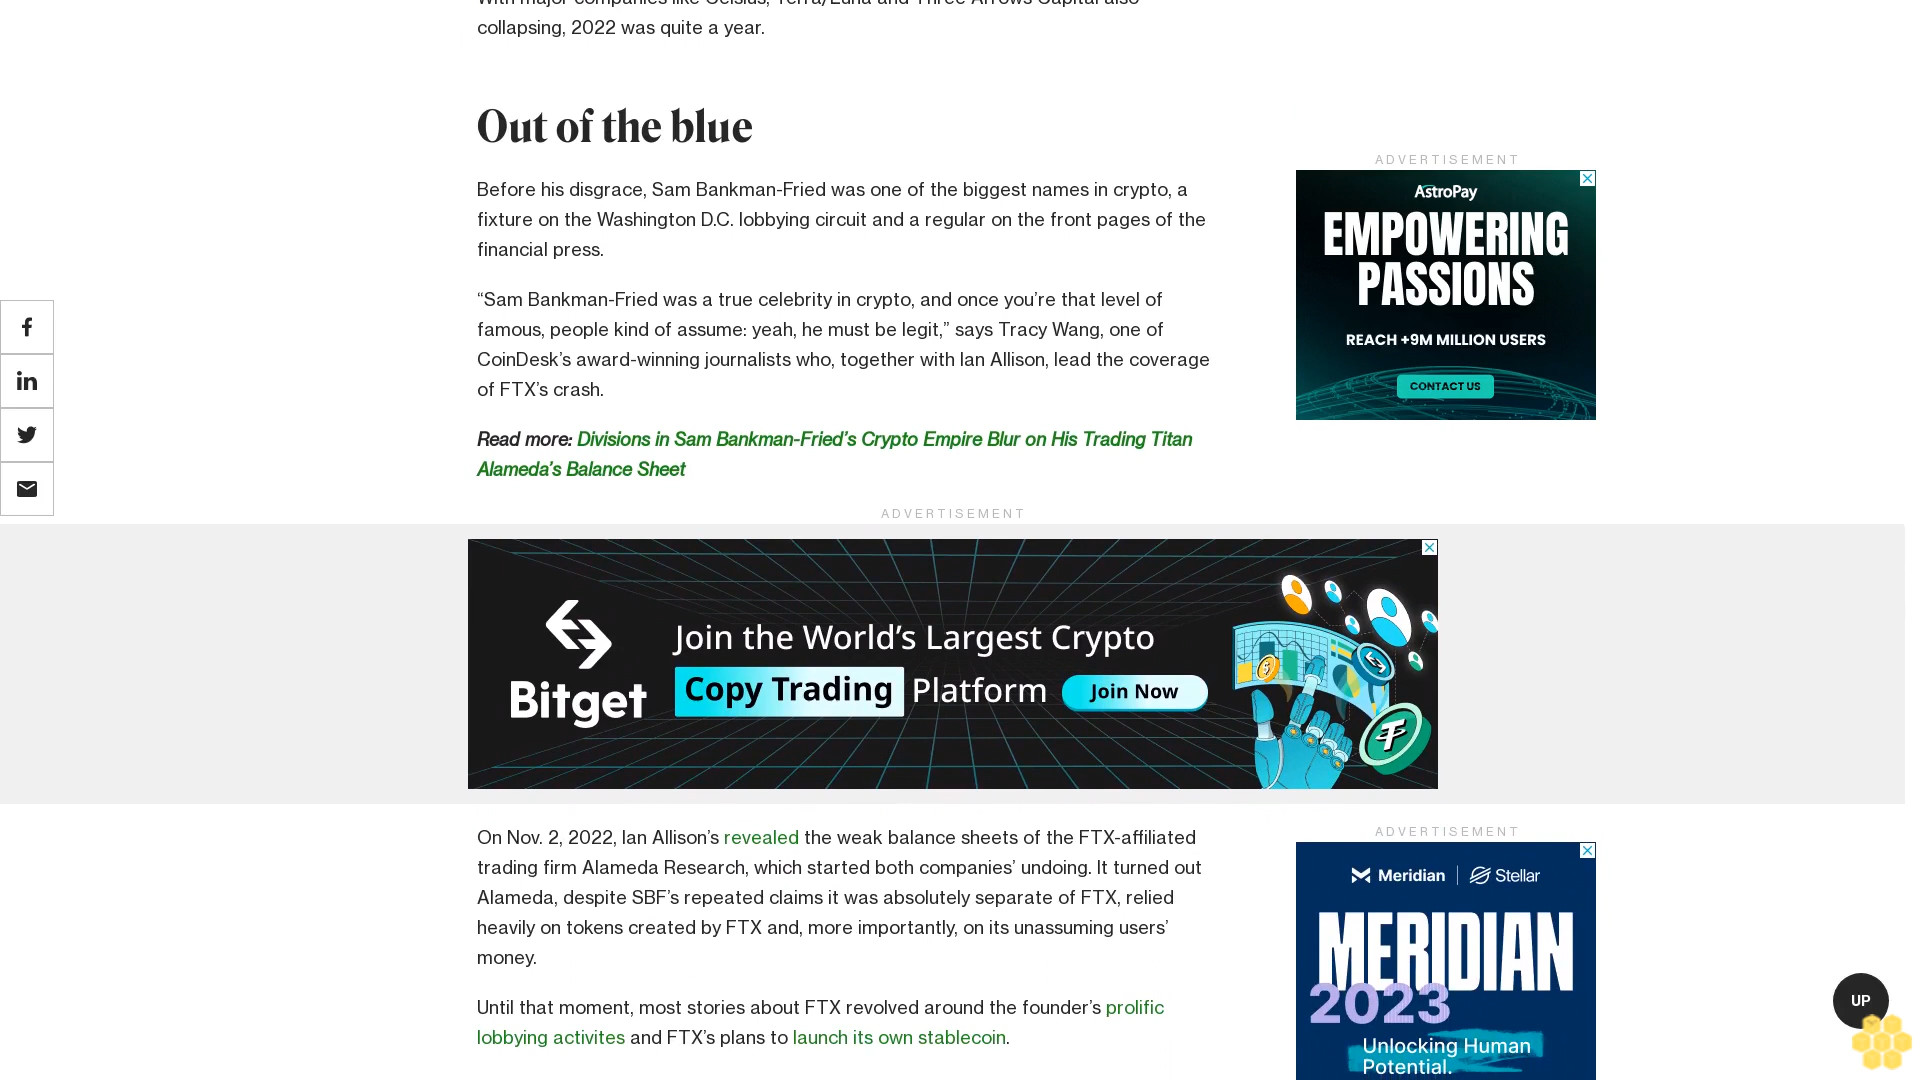 With major companies like Celsius, Terra/Luna and Three Arrows Capital also
collapsing, 2022 was quite a year.
Out of the blue
Before his disgrace, Sam Bankman-Fried was one of the biggest names in crypto, a
fixture on the Washington D.C. lobbying circuit and a regular on the front pages of the
financial press.
“Sam Bankman-Fried was a true celebrity in crypto, and once you’re that level of
famous, people kind of assume: yeah, he must be legit,” says Tracy Wang, one of
CoinDesk’s award-winning journalists who, together with Ian Allison, lead the coverage
of FTX’s crash.
Read more: Divisions in Sam Bankman-Fried’s Crypto Empire Blur on His Trading Titan
Alameda’s Balance Sheet
ADVERTISEMENT
AstroPay
EMPOWERING
PASSIONS
REACH +9M MILLION USERS
CONTACT US
ADVERTISEMENT
Bitget
Join the World’s Largest Crypto
Copy Trading Platform
Join Now
On Nov. 2, 2022, Ian Allison’s revealed the weak balance sheets of the FTX-affiliated
trading firm Alameda Research, which started both companies’ undoing. It turned out
Alameda, despite SBF’s repeated claims it was absolutely separate of FTX, relied
heavily on tokens created by FTX and, more importantly, on its unassuming users’
money.
Until that moment, most stories about FTX revolved around the founder’s prolific
lobbying activites and FTX’s plans to launch its own stablecoin.
ADVERTISEMENT
Meridian | Stellar
MERIDIAN
2023
Unlocking Human
Potential.
UP